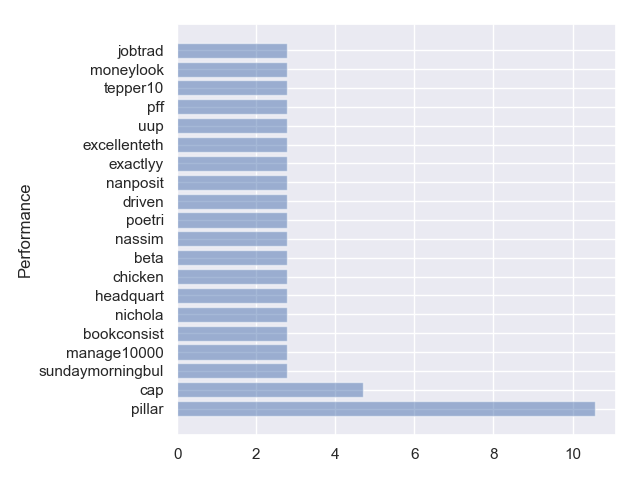 jobtrad
moneylook
tepper10
pff
uup
excellenteth
exactlyy
nanposit
driven
poetri
nassim
beta
chicken
headquart
nichola
bookconsist
manage10000
sundaymorningbul
cap
pillar
Performance
0 2 4 6 8 10